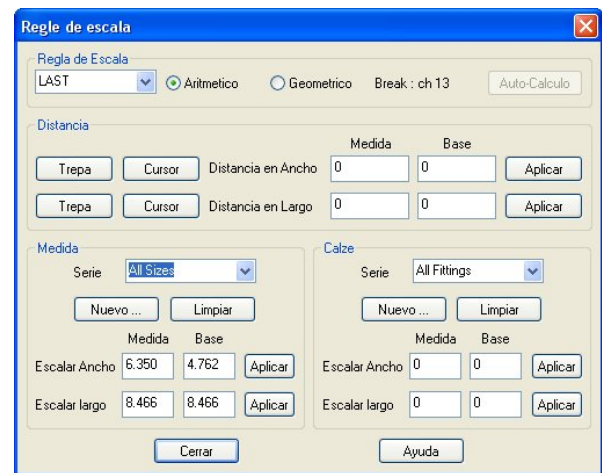 Regle de escala
Regla de Escala
LAST Aritmetico Geometrico Break : ch 13 Auto-Calculo
Distancia
Medida Base
Trepa Cursor Distancia en Ancho 0 0 Aplicar
Trepa Cursor Distancia en Largo 0 0 Aplicar
Medida
Serie All Sizes
Nuevo ... Limpiar
Medida Base
Escalar Ancho 6.350 4.762 Aplicar
Escalar largo 8.466 8.466 Aplicar
Calze
Serie All Fittings
Nuevo ... Limpiar
Medida Base
Escalar Ancho 0 0 Aplicar
Escalar largo 0 0 Aplicar
Cerrar Ayuda